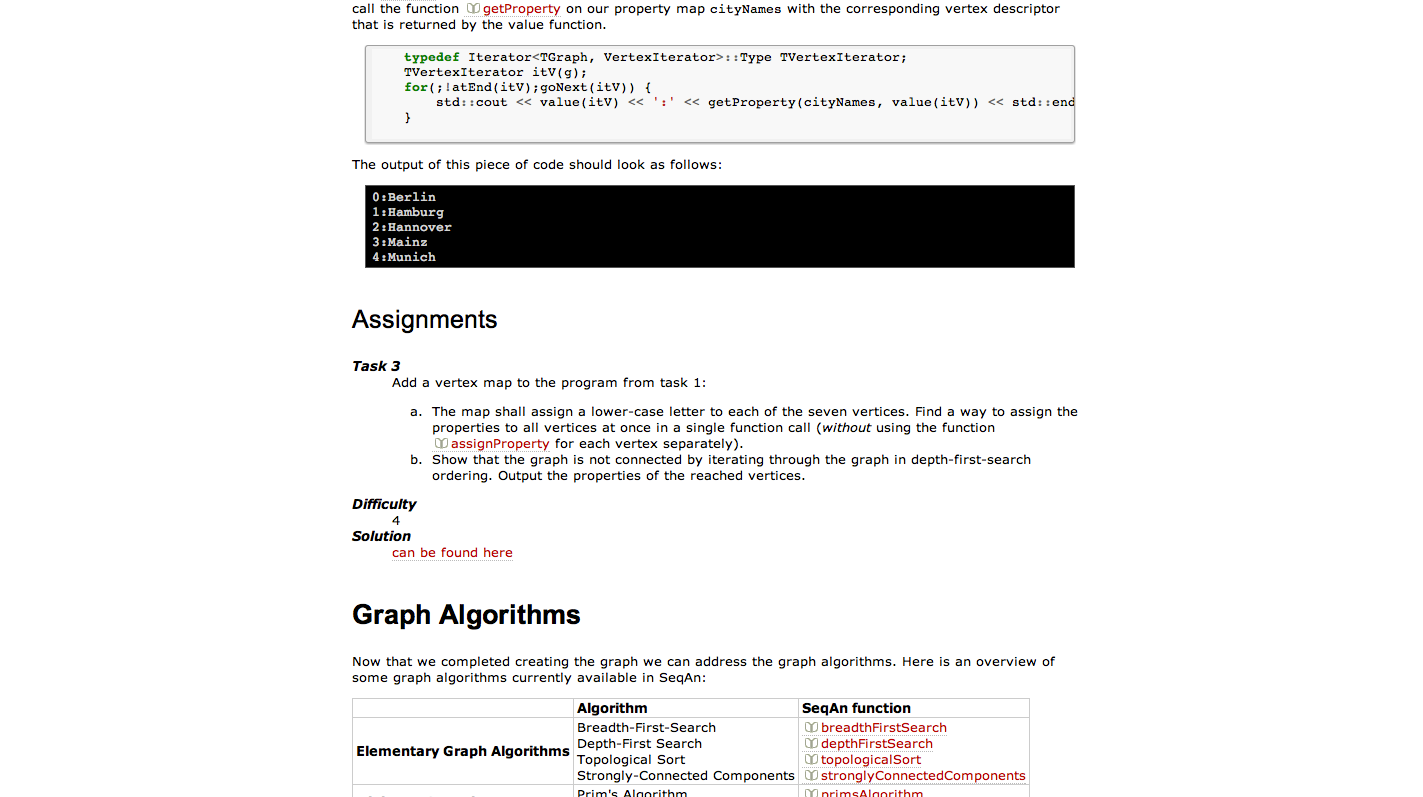 call the function getProperty on our property map cityNames with the corresponding vertex descriptor
that is returned by the value function.
typedef Iterator<TGraph, VertexIterator>::Type TVertexIterator;
TVertexIterator itV(g);
for(;!atEnd(itV);goNext(itV)) {
    std::cout << value(itV) << ':' << getProperty(cityNames, value(itV)) << std::end
}
The output of this piece of code should look as follows:
0:Berlin
1:Hamburg
2:Hannover
3:Mainz
4:Munich
Assignments
Task 3
Add a vertex map to the program from task 1:
a. The map shall assign a lower-case letter to each of the seven vertices. Find a way to assign the
properties to all vertices at once in a single function call (without using the function
assignProperty for each vertex separately).
b. Show that the graph is not connected by iterating through the graph in depth-first-search
ordering. Output the properties of the reached vertices.
Difficulty
4
Solution
can be found here
Graph Algorithms
Now that we completed creating the graph we can address the graph algorithms. Here is an overview of
some graph algorithms currently available in SeqAn:
Algorithm SeqAn function
Elementary Graph Algorithms
Breadth-First-Search breadthFirstSearch
Depth-First Search depthFirstSearch
Topological Sort topologicalSort
Strongly-Connected Components stronglyConnectedComponents
Prim's Algorithm primsAlgorithm